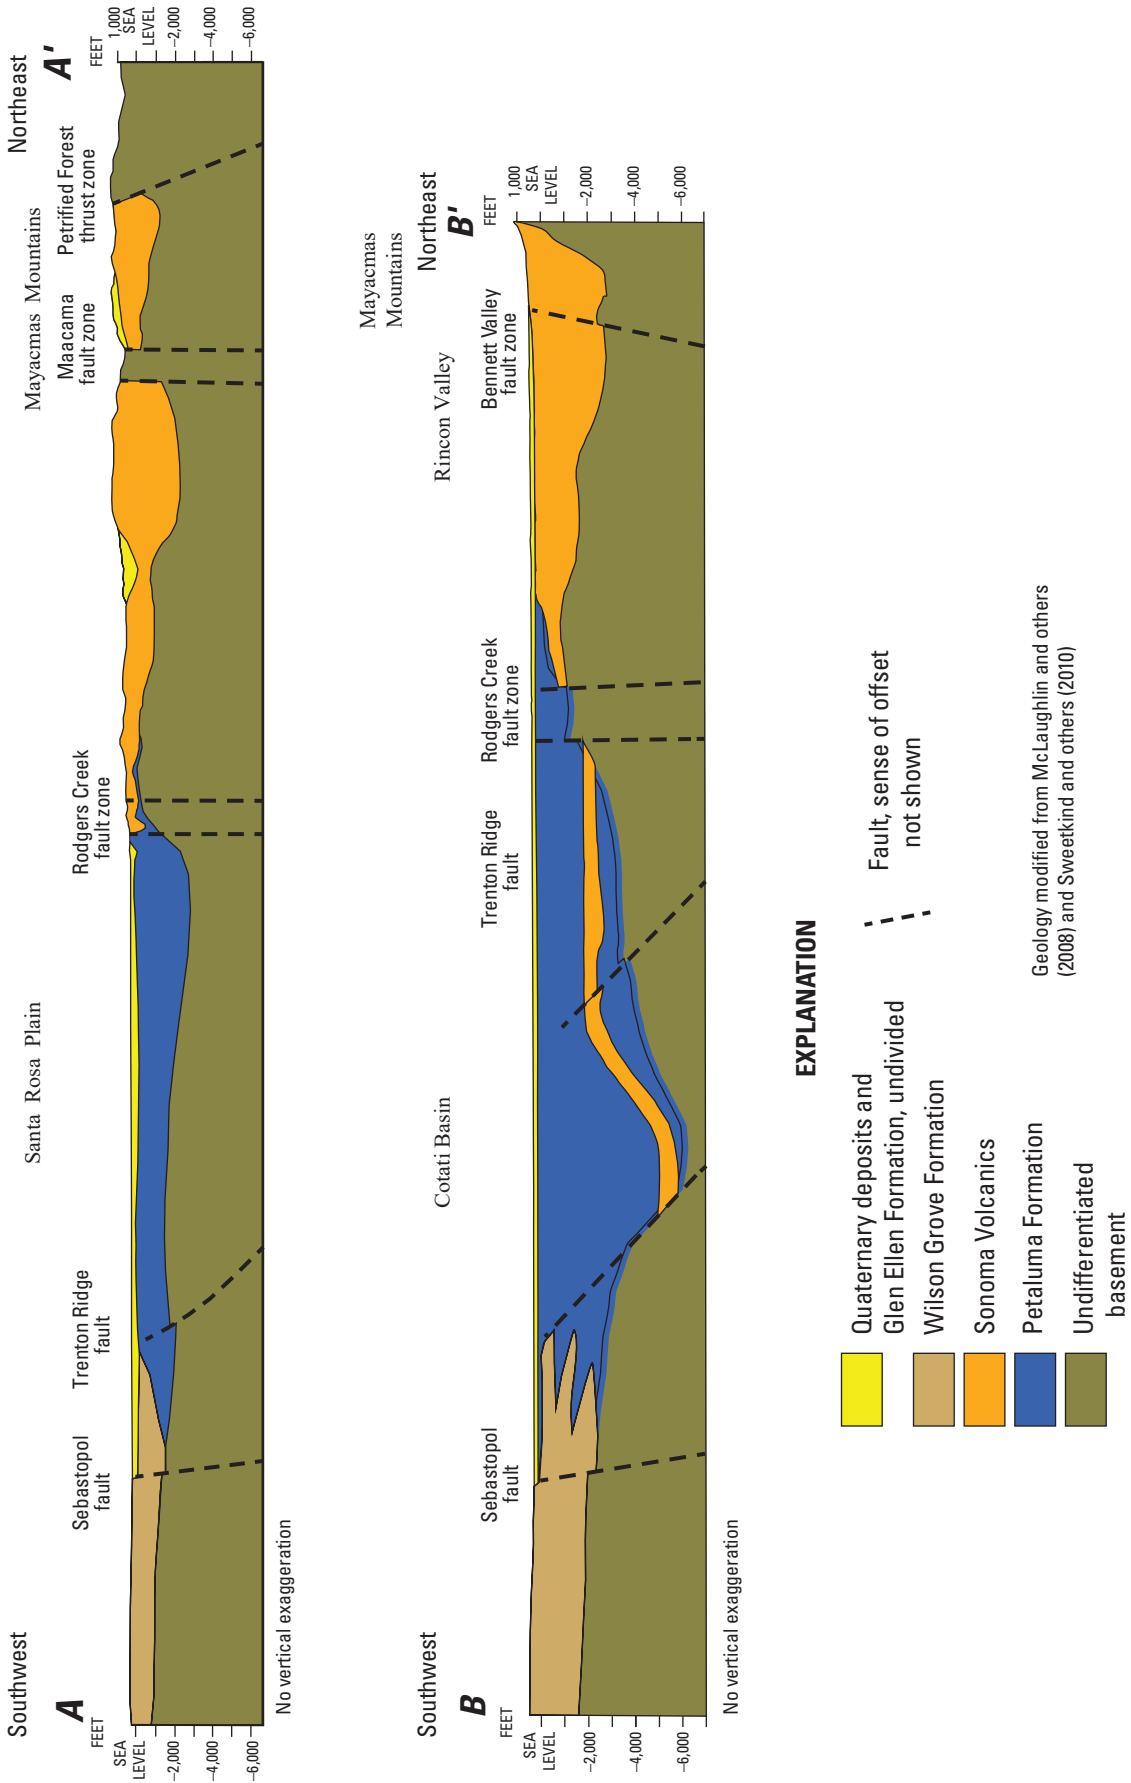 Southwest
Northeast
A
A'
Santa Rosa Plain
Mayacmas Mountains
Sebastopol
fault
Trenton Ridge
fault
Rodgers Creek
fault zone
Maacama
fault zone
Petrified Forest
thrust zone
FEET
SEA
LEVEL
–2,000
–4,000
–6,000
FEET
1,000
SEA
LEVEL
–2,000
–4,000
–6,000
No vertical exaggeration
Southwest
Northeast
B
B'
Cotati Basin
Rincon Valley
Mayacmas
Mountains
Sebastopol
fault
Trenton Ridge
fault
Rodgers Creek
fault zone
Bennett Valley
fault zone
FEET
SEA
LEVEL
–2,000
–4,000
–6,000
FEET
1,000
SEA
LEVEL
–2,000
–4,000
–6,000
No vertical exaggeration
EXPLANATION
Quaternary deposits and
Glen Ellen Formation, undivided
Wilson Grove Formation
Sonoma Volcanics
Petaluma Formation
Undifferentiated
basement
Fault, sense of offset
not shown
Geology modified from McLaughlin and others
(2008) and Sweetkind and others (2010)